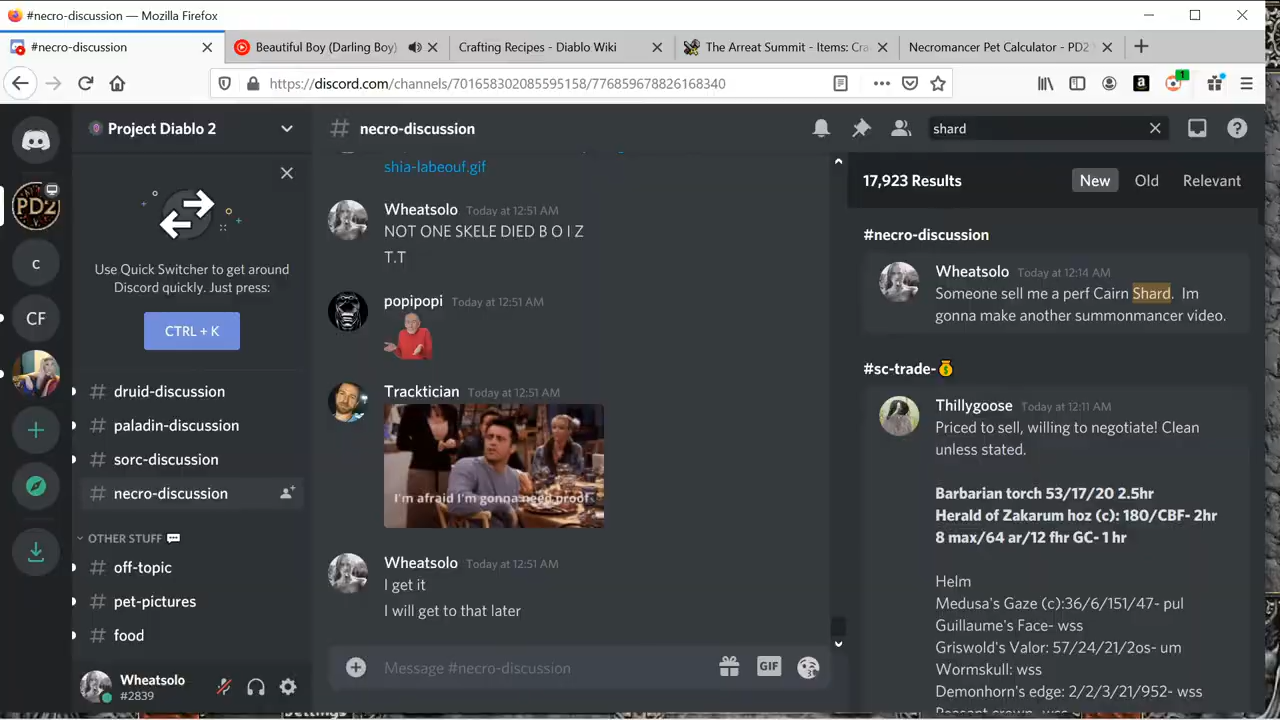 #necro-discussion — Mozilla Firefox
#necro-discussion
Beautiful Boy (Darling Boy)
Crafting Recipes - Diablo Wiki
The Arreat Summit - Items: Cra
Necromancer Pet Calculator - PD2
https://discord.com/channels/701658302085595158/776859678826168340
1
Project Diablo 2
# necro-discussion
shard
PD2
c
CF
Use Quick Switcher to get around
Discord quickly. Just press:
CTRL + K
# druid-discussion
# paladin-discussion
# sorc-discussion
# necro-discussion
OTHER STUFF
# off-topic
# pet-pictures
# food
Wheatsolo
#2839
shia-labeouf.gif
Wheatsolo Today at 12:51 AM
NOT ONE SKELE DIED B O I Z
T.T
popipopi Today at 12:51 AM
Tracktician Today at 12:51 AM
I'm afraid I'm gonna need proof
Wheatsolo Today at 12:51 AM
I get it
I will get to that later
Message #necro-discussion
GIF
17,923 Results
New
Old
Relevant
#necro-discussion
Wheatsolo Today at 12:14 AM
Someone sell me a perf Cairn Shard. Im
gonna make another summonmancer video.
#sc-trade-💰
Thillygoose Today at 12:11 AM
Priced to sell, willing to negotiate! Clean
unless stated.
Barbarian torch 53/17/20 2.5hr
Herald of Zakarum hoz (c): 180/CBF- 2hr
8 max/64 ar/12 fhr GC- 1 hr
Helm
Medusa's Gaze (c):36/6/151/47- pul
Guillaume's Face- wss
Griswold's Valor: 57/24/21/2os- um
Wormskull: wss
Demonhorn's edge: 2/2/3/21/952- wss